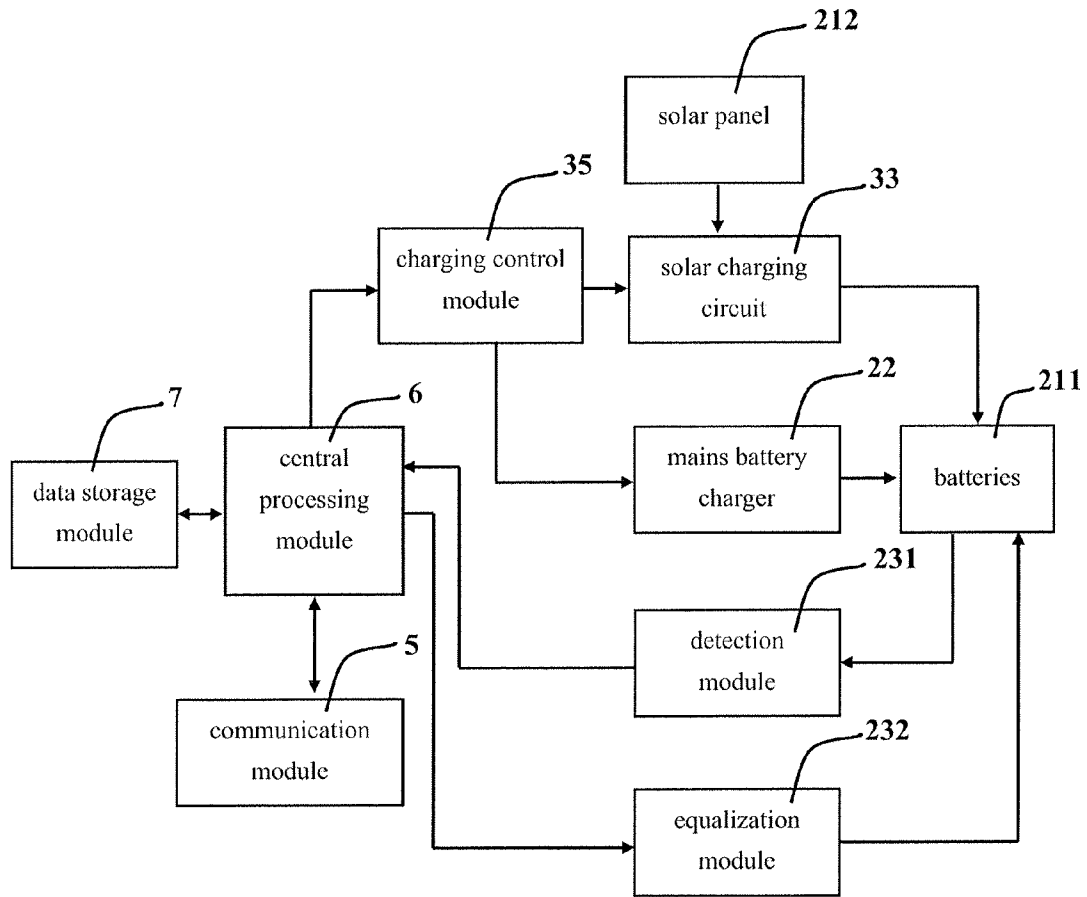 212
solar panel
35
33
charging control
module
solar charging
circuit
7
6
22
211
central
processing
module
mains battery
charger
batteries
data storage
module
231
detection
module
5
communication
module
232
equalization
module